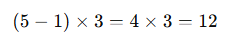 (5 − 1) × 3 = 4 × 3 = 12